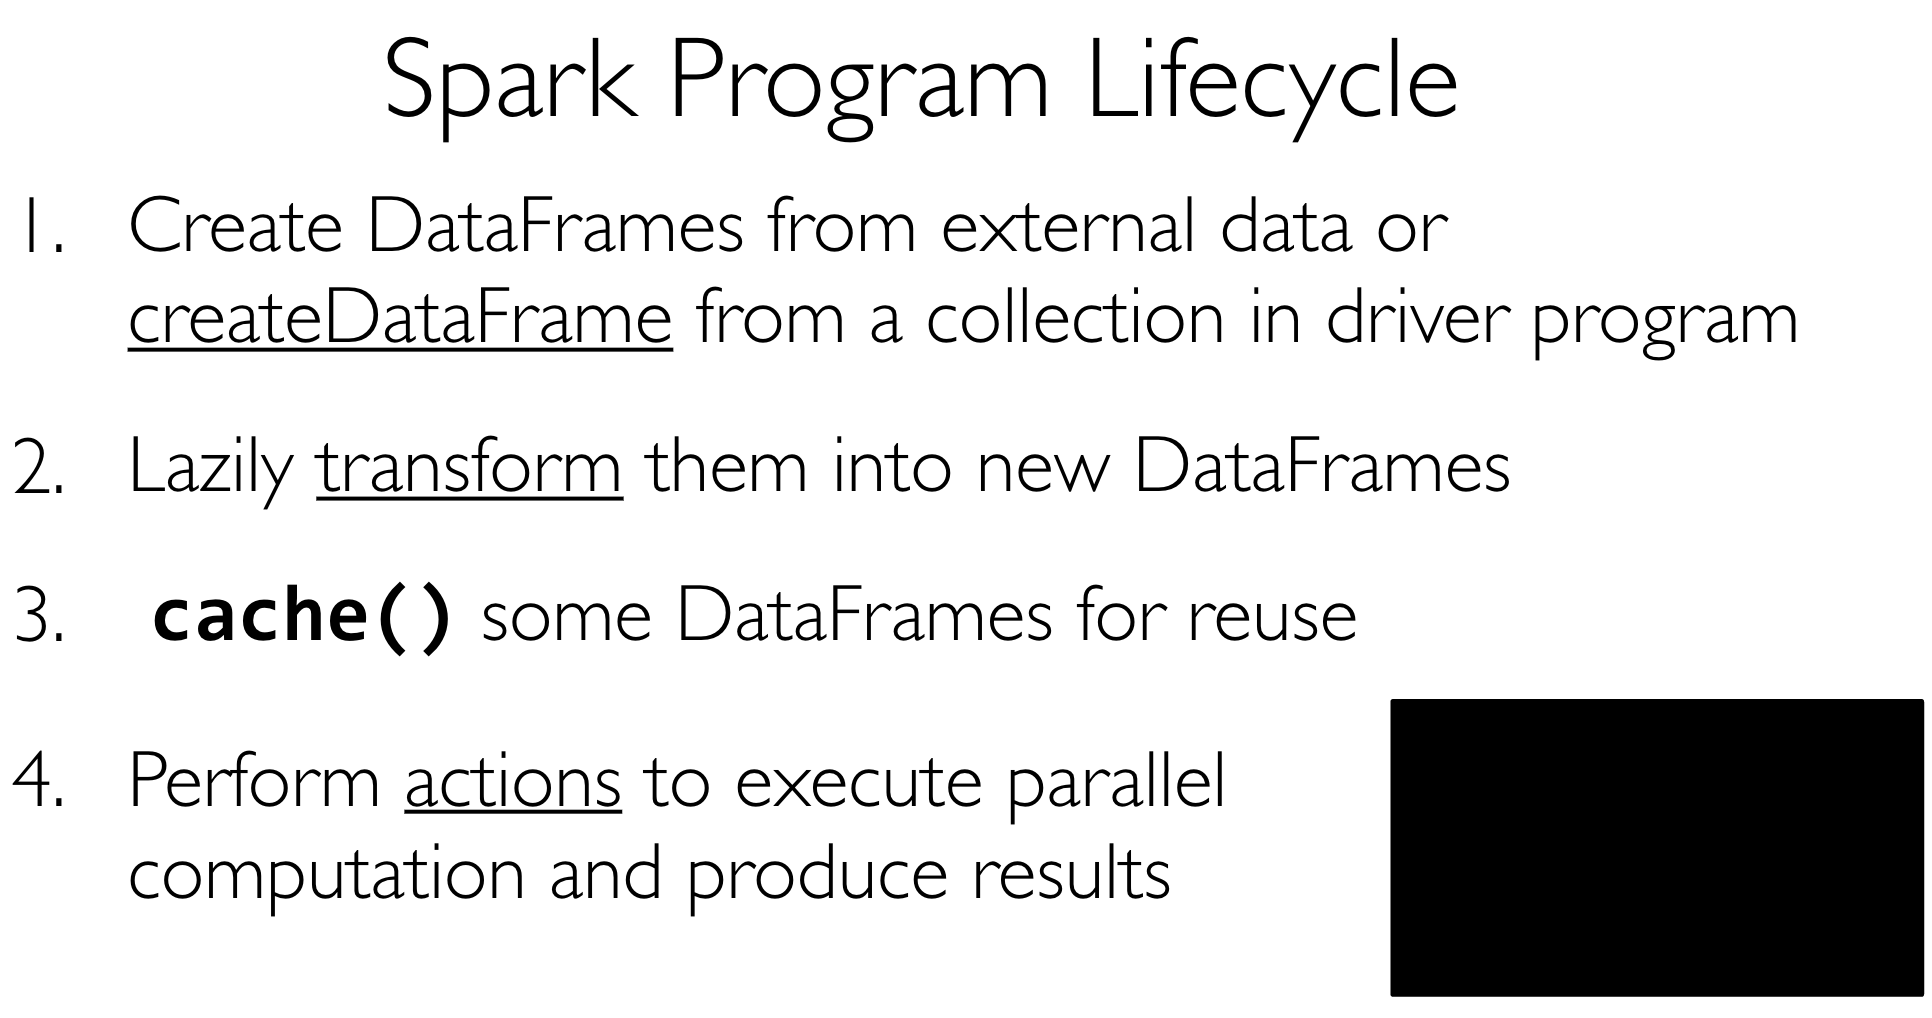 Spark Program Lifecycle
1. Create DataFrames from external data or
createDataFrame from a collection in driver program
2. Lazily transform them into new DataFrames
3. cache() some DataFrames for reuse
4. Perform actions to execute parallel
computation and produce results